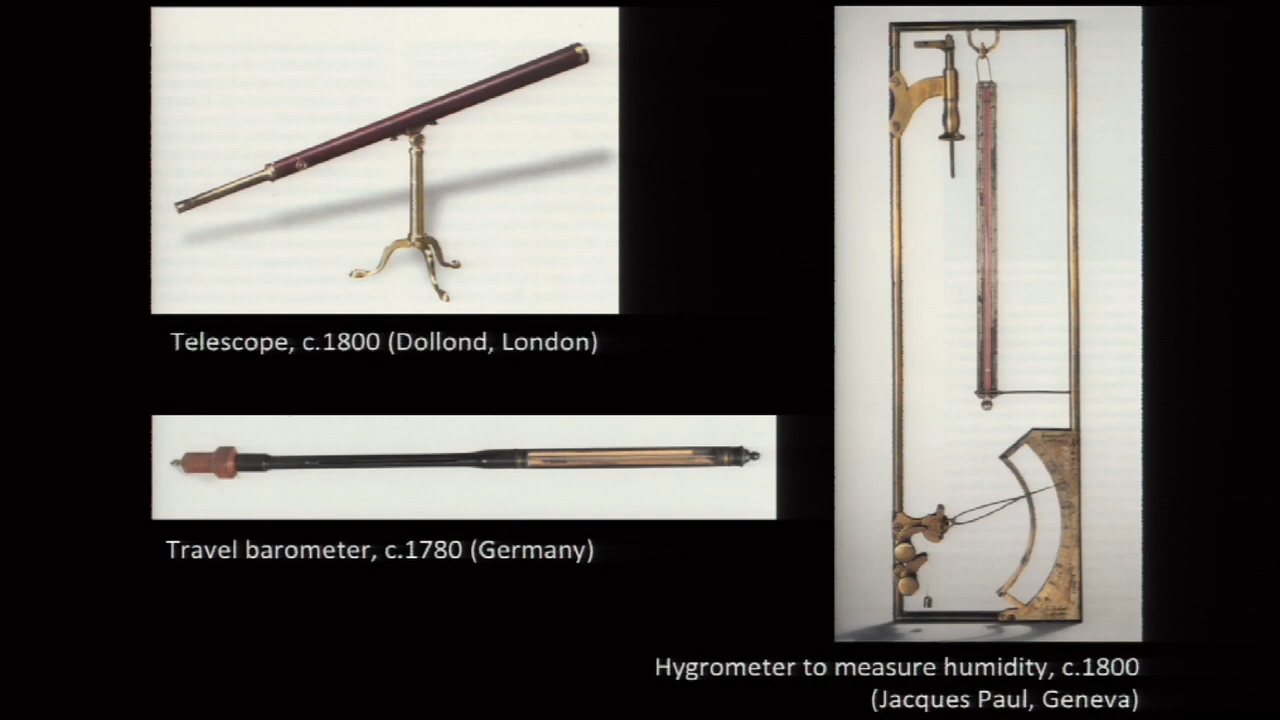 Telescope, c.1800 (Dollond, London)
Travel barometer, c.1780 (Germany)
Hygrometer to measure humidity, c.1800
(Jacques Paul, Geneva)